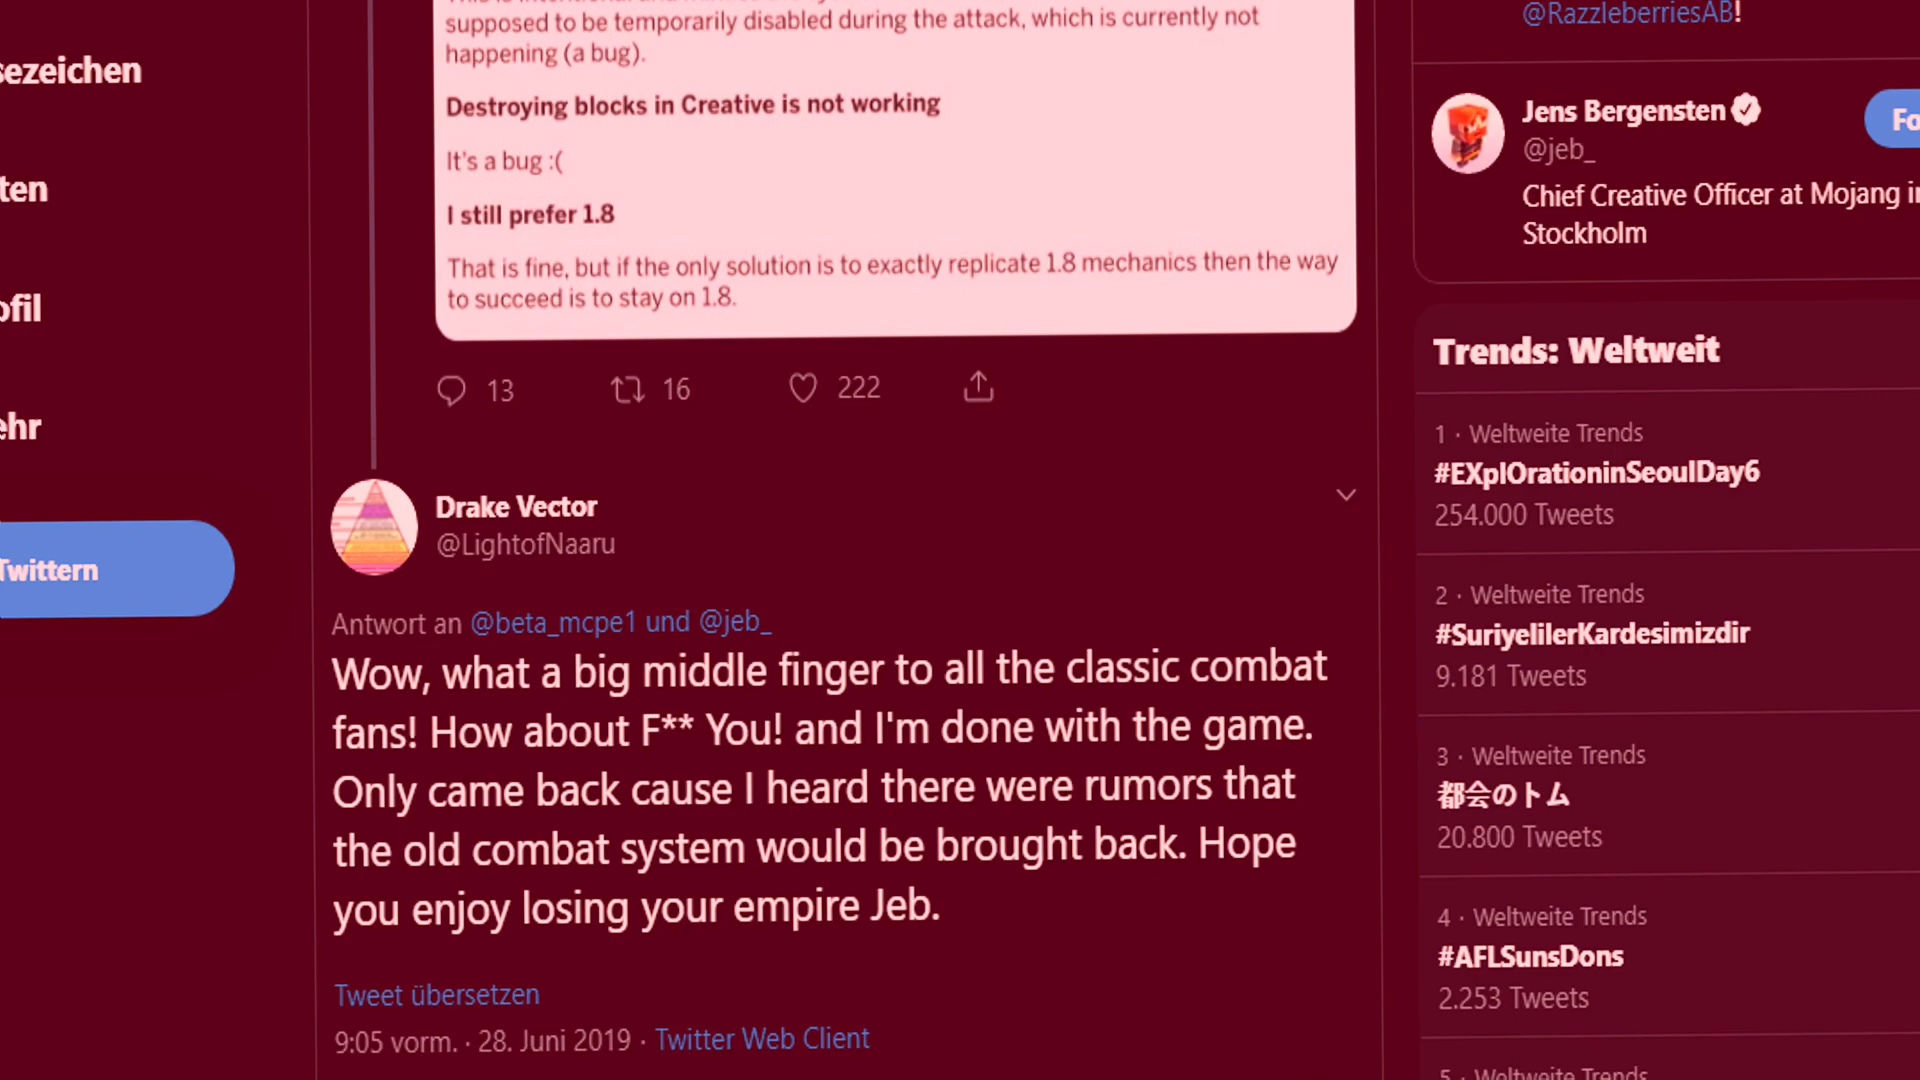 sezeichen
ten
ofil
ehr
Twittern
supposed to be temporarily disabled during the attack, which is currently not
happening (a bug).
Destroying blocks in Creative is not working
It's a bug :(
I still prefer 1.8
That is fine, but if the only solution is to exactly replicate 1.8 mechanics then the way
to succeed is to stay on 1.8.
13 16 222
Drake Vector
@LightofNaaru
Antwort an @beta_mcpe1 und @jeb_
Wow, what a big middle finger to all the classic combat
fans! How about F** You! and I'm done with the game.
Only came back cause I heard there were rumors that
the old combat system would be brought back. Hope
you enjoy losing your empire Jeb.
Tweet übersetzen
9:05 vorm. · 28. Juni 2019 · Twitter Web Client
@RazzleberriesAB!
Jens Bergensten
@jeb_
Fo
Chief Creative Officer at Mojang in
Stockholm
Trends: Weltweit
1 · Weltweite Trends
#EXplOrationinSeoulDay6
254.000 Tweets
2 · Weltweite Trends
#SuriyelilerKardesimizdir
9.181 Tweets
3 · Weltweite Trends
都会のトム
20.800 Tweets
4 · Weltweite Trends
#AFLSunsDons
2.253 Tweets
5 · Weltweite Trends